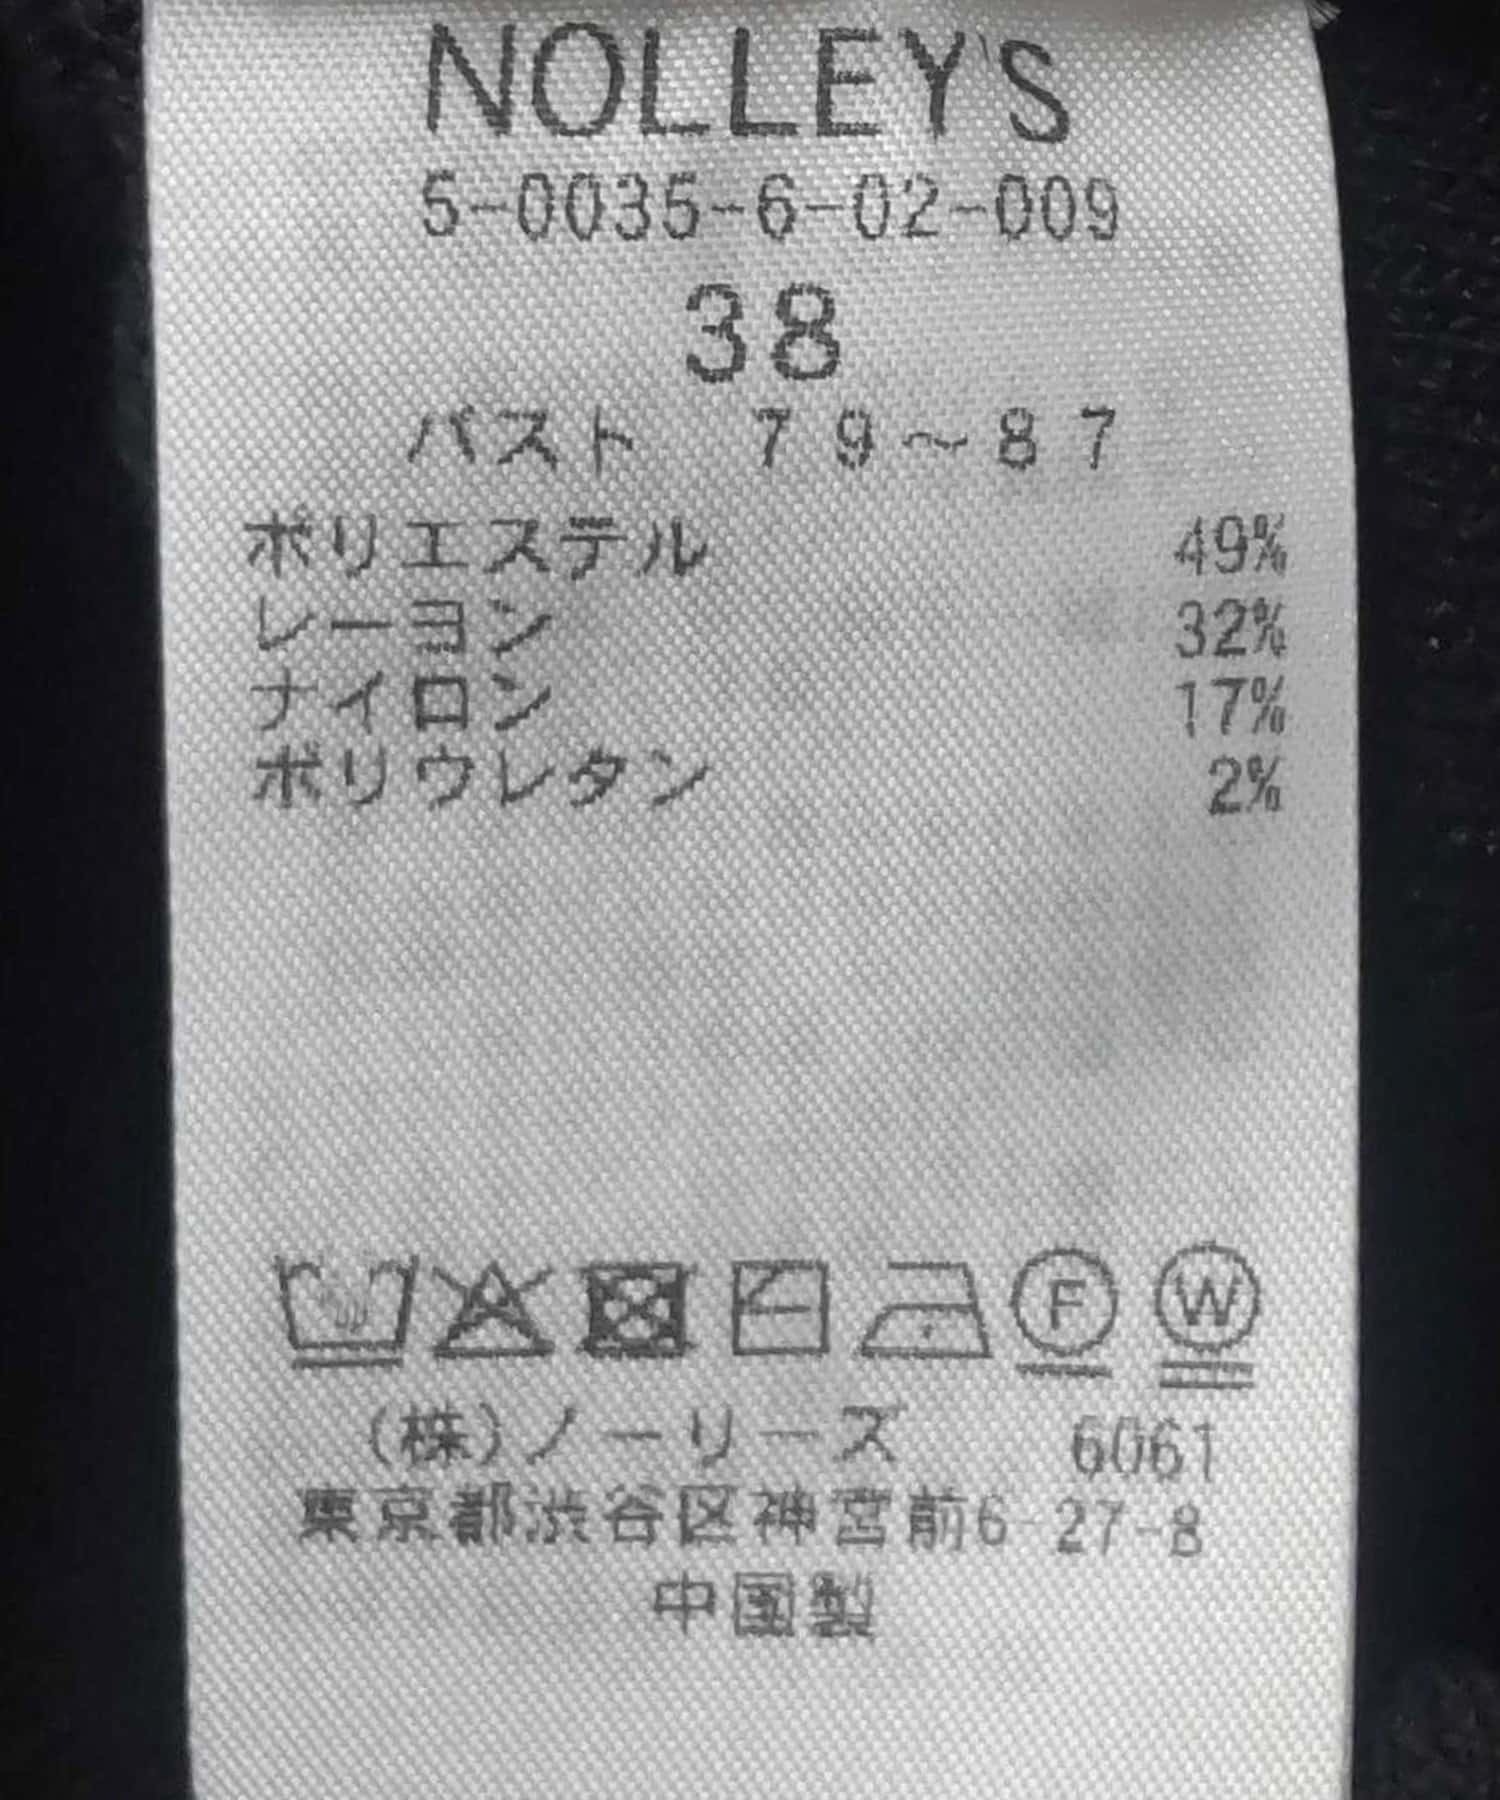 NOLLEY'S
5-0035-6-02-009
38
バスト 79～87
ポリエステル 49%
レーヨン 32%
ナイロン 17%
ポリウレタン 2%
F W
(株)ノーリーズ 6061
東京都渋谷区神宮前6-27-8
中国製